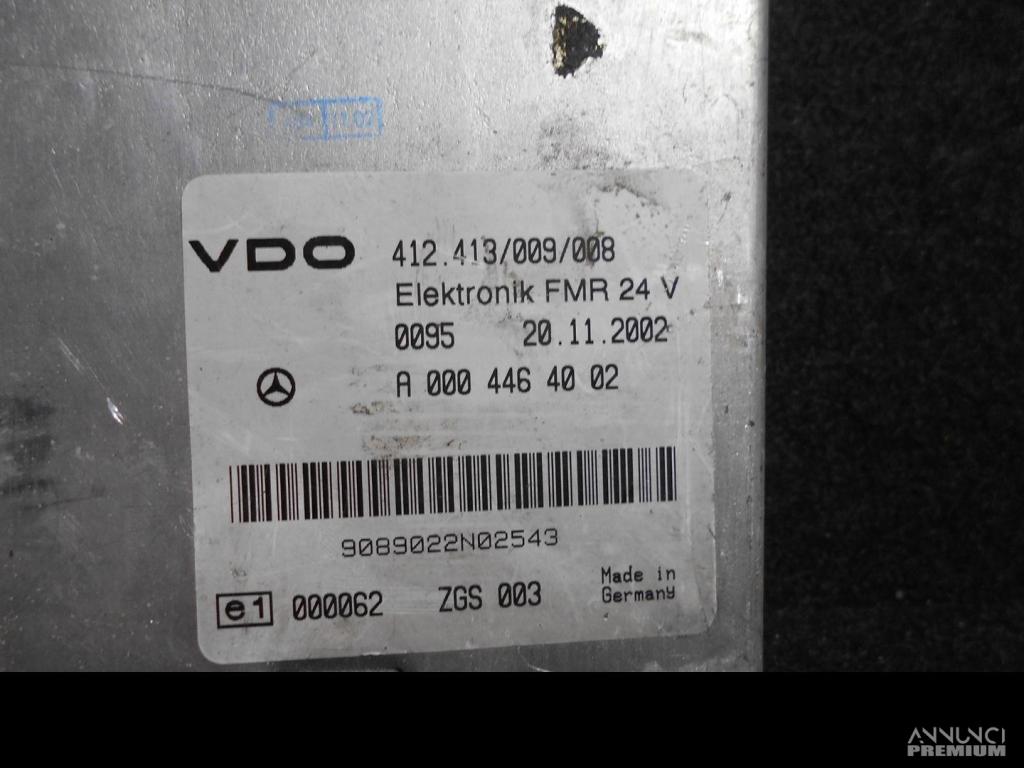 VDO 412.413/009/008
Elektronik FMR 24 V
0095 20.11.2002
A 000 446 40 02
9089022N02543
e1 000062 ZGS 003
Made in
Germany
ANNUNCI
PREMIUM